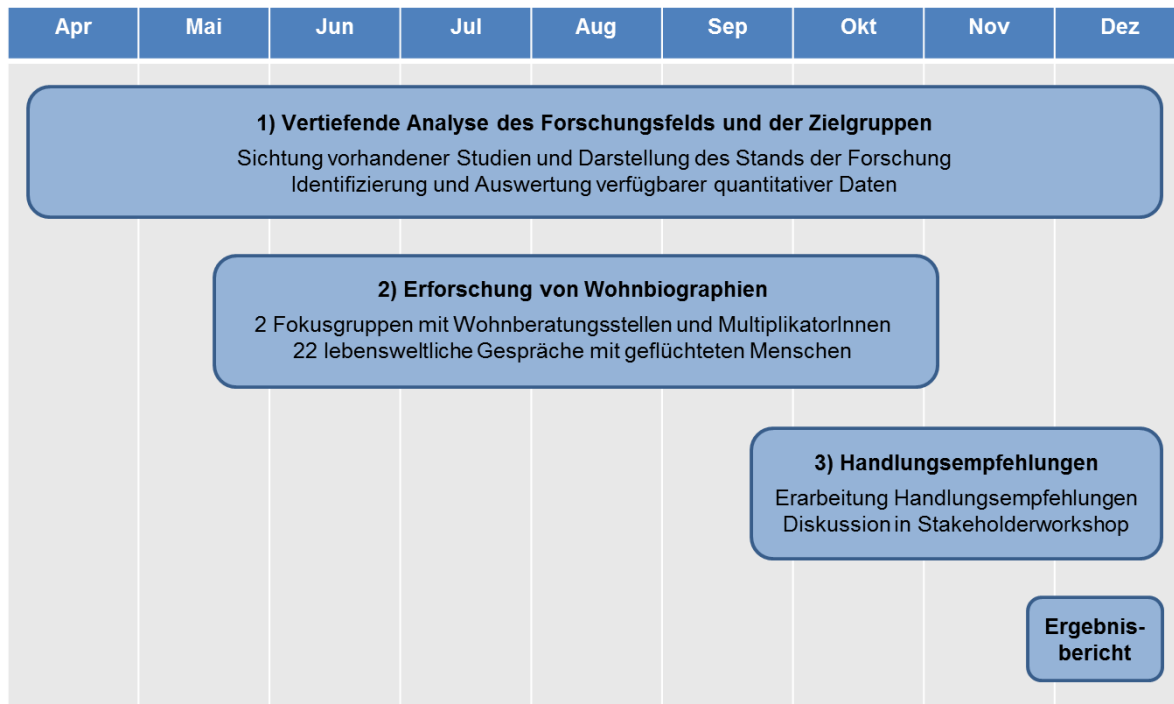 Apr Mai Jun Jul Aug Sep Okt Nov Dez
1) Vertiefende Analyse des Forschungsfelds und der Zielgruppen
Sichtung vorhandener Studien und Darstellung des Stands der Forschung
Identifizierung und Auswertung verfügbarer quantitativer Daten
2) Erforschung von Wohnbiographien
2 Fokusgruppen mit Wohnberatungsstellen und MultiplikatorInnen
22 lebensweltliche Gespräche mit geflüchteten Menschen
3) Handlungsempfehlungen
Erarbeitung Handlungsempfehlungen
Diskussion in Stakeholderworkshop
Ergebnis-
bericht